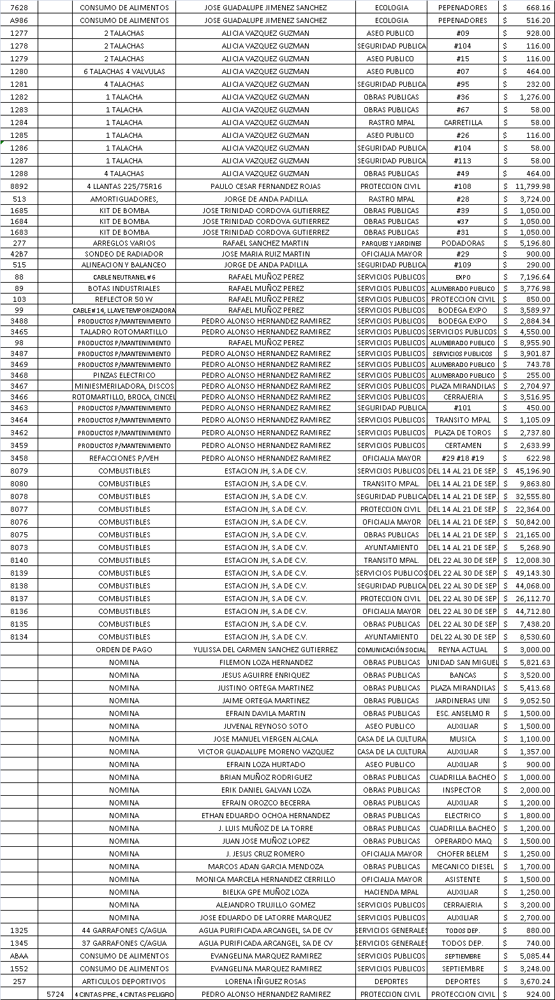 7628 CONSUMO DE ALIMENTOS JOSE GUADALUPE JIMENEZ SANCHEZ ECOLOGIA PEPENADORES $ 668.16
A986 CONSUMO DE ALIMENTOS JOSE GUADALUPE JIMENEZ SANCHEZ ECOLOGIA PEPENADORES $ 516.20
1277 2 TALACHAS ALICIA VAZQUEZ GUZMAN ASEO PUBLICO #09 $ 928.00
1278 2 TALACHAS ALICIA VAZQUEZ GUZMAN SEGURIDAD PUBLICA #104 $ 116.00
1279 2 TALACHAS ALICIA VAZQUEZ GUZMAN ASEO PUBLICO #15 $ 116.00
1280 6 TALACHAS 4 VALVULAS ALICIA VAZQUEZ GUZMAN ASEO PUBLICO #07 $ 464.00
1281 4 TALACHAS ALICIA VAZQUEZ GUZMAN SEGURIDAD PUBLICA #95 $ 232.00
1282 1 TALACHA ALICIA VAZQUEZ GUZMAN OBRAS PUBLICAS #36 $ 1,276.00
1283 1 TALACHA ALICIA VAZQUEZ GUZMAN OBRAS PUBLICAS #67 $ 58.00
1284 1 TALACHA ALICIA VAZQUEZ GUZMAN RASTRO MPAL CARRETILLA $ 58.00
1285 1 TALACHA ALICIA VAZQUEZ GUZMAN ASEO PUBLICO #26 $ 116.00
1286 1 TALACHA ALICIA VAZQUEZ GUZMAN SEGURIDAD PUBLICA #104 $ 58.00
1287 1 TALACHA ALICIA VAZQUEZ GUZMAN SEGURIDAD PUBLICA #113 $ 58.00
1288 4 TALACHAS ALICIA VAZQUEZ GUZMAN OBRAS PUBLICAS #49 $ 464.00
8892 4 LLANTAS 225/75R16 PAULO CESAR FERNANDEZ ROJAS PROTECCION CIVIL #108 $ 11,799.98
513 AMORTIGUADORES, JORGE DE ANDA PADILLA RASTRO MPAL #28 $ 3,724.00
1685 KIT DE BOMBA JOSE TRINIDAD CORDOVA GUTIERREZ OBRAS PUBLICAS #39 $ 1,050.00
1684 KIT DE BOMBA JOSE TRINIDAD CORDOVA GUTIERREZ OBRAS PUBLICAS #37 $ 1,050.00
1683 KIT DE BOMBA JOSE TRINIDAD CORDOVA GUTIERREZ OBRAS PUBLICAS #31 $ 1,050.00
277 ARREGLOS VARIOS RAFAEL SANCHEZ MARTIN PARQUES Y JARDINES PODADORAS $ 5,196.80
42B7 SONDEO DE RADIADOR JOSE MARIA RUIZ MARTIN OFICIALIA MAYOR #29 $ 900.00
515 ALINEACION Y BALANCEO JORGE DE ANDA PADILLA SEGURIDAD PUBLICA #109 $ 290.00
88 CABLE NEUTRANEL # 6 RAFAEL MUÑOZ PEREZ SERVICIOS PUBLICOS EXPO $ 7,196.64
89 BOTAS INDUSTRIALES RAFAEL MUÑOZ PEREZ SERVICIOS PUBLICOS ALUMBRADO PUBLICO $ 3,776.98
103 REFLECTOR 50 W RAFAEL MUÑOZ PEREZ SERVICIOS PUBLICOS PROTECCION CIVIL $ 850.00
99 CABLE # 14, LLAVE TEMPORIZADORA RAFAEL MUÑOZ PEREZ SERVICIOS PUBLICOS BODEGA EXPO $ 3,589.97
3488 PRODUCTOS P/MANTENIMIENTO PEDRO ALONSO HERNANDEZ RAMIREZ SERVICIOS PUBLICOS BODEGA EXPO $ 2,884.34
3465 TALADRO ROTOMARTILLO PEDRO ALONSO HERNANDEZ RAMIREZ SERVICIOS PUBLICOS SERVICIOS PUBLICOS $ 4,550.00
98 PRODUCTOS P/MANTENIMIENTO RAFAEL MUÑOZ PEREZ SERVICIOS PUBLICOS ALUMBRADO PUBLICO $ 8,955.90
3487 PRODUCTOS P/MANTENIMIENTO PEDRO ALONSO HERNANDEZ RAMIREZ SERVICIOS PUBLICOS SERVICIOS PUBLICOS $ 3,901.87
3469 PRODUCTOS P/MANTENIMIENTO PEDRO ALONSO HERNANDEZ RAMIREZ SERVICIOS PUBLICOS ALUMBRADO PUBLICO $ 743.78
3468 PINZAS ELECTRICO PEDRO ALONSO HERNANDEZ RAMIREZ SERVICIOS PUBLICOS ALUMBRADO PUBLICO $ 255.00
3467 MINIESMERILADORA, DISCOS PEDRO ALONSO HERNANDEZ RAMIREZ SERVICIOS PUBLICOS PLAZA MIRANDILAS $ 2,704.97
3466 ROTOMARTILLO, BROCA, CINCEL PEDRO ALONSO HERNANDEZ RAMIREZ SERVICIOS PUBLICOS CERRAJERIA $ 3,516.95
3463 PRODUCTOS P/MANTENIMIENTO PEDRO ALONSO HERNANDEZ RAMIREZ SEGURIDAD PUBLICA #101 $ 450.00
3464 PRODUCTOS P/MANTENIMIENTO PEDRO ALONSO HERNANDEZ RAMIREZ SERVICIOS PUBLICOS TRANSITO MPAL $ 1,105.09
3462 PRODUCTOS P/MANTENIMIENTO PEDRO ALONSO HERNANDEZ RAMIREZ SERVICIOS PUBLICOS PLAZA DE TOROS $ 2,737.80
3459 PRODUCTOS P/MANTENIMIENTO PEDRO ALONSO HERNANDEZ RAMIREZ SERVICIOS PUBLICOS CERTAMEN $ 2,633.99
3458 REFACCIONES P/VEH PEDRO ALONSO HERNANDEZ RAMIREZ OFICIALIA MAYOR #29 #18 #19 $ 622.98
8079 COMBUSTIBLES ESTACION JH, S.A DE C.V. SERVICIOS PUBLICOS DEL 14 AL 21 DE SEP. $ 45,196.90
8080 COMBUSTIBLES ESTACION JH, S.A DE C.V. TRANSITO MPAL. DEL 14 AL 21 DE SEP. $ 9,863.80
8078 COMBUSTIBLES ESTACION JH, S.A DE C.V. SEGURIDAD PUBLICA DEL 14 AL 21 DE SEP. $ 32,555.80
8077 COMBUSTIBLES ESTACION JH, S.A DE C.V. PROTECCION CIVIL DEL 14 AL 21 DE SEP. $ 22,364.00
8076 COMBUSTIBLES ESTACION JH, S.A DE C.V. OFICIALIA MAYOR DEL 14 AL 21 DE SEP. $ 50,842.00
8075 COMBUSTIBLES ESTACION JH, S.A DE C.V. OBRAS PUBLICAS DEL 14 AL 21 DE SEP. $ 21,165.00
8073 COMBUSTIBLES ESTACION JH, S.A DE C.V. AYUNTAMIENTO DEL 14 AL 21 DE SEP. $ 5,268.90
8140 COMBUSTIBLES ESTACION JH, S.A DE C.V. TRANSITO MPAL. DEL 22 AL 30 DE SEP $ 12,008.30
8139 COMBUSTIBLES ESTACION JH, S.A DE C.V. SERVICIOS PUBLICOS DEL 22 AL 30 DE SEP $ 49,143.30
8138 COMBUSTIBLES ESTACION JH, S.A DE C.V. SEGURIDAD PUBLICA DEL 22 AL 30 DE SEP $ 44,068.00
8137 COMBUSTIBLES ESTACION JH, S.A DE C.V. PROTECCION CIVIL DEL 22 AL 30 DE SEP $ 26,112.70
8136 COMBUSTIBLES ESTACION JH, S.A DE C.V. OFICIALIA MAYOR DEL 22 AL 30 DE SEP $ 44,712.80
8135 COMBUSTIBLES ESTACION JH, S.A DE C.V. OBRAS PUBLICAS DEL 22 AL 30 DE SEP $ 7,438.20
8134 COMBUSTIBLES ESTACION JH, S.A DE C.V. AYUNTAMIENTO DEL 22 AL 30 DE SEP $ 8,530.60
ORDEN DE PAGO YULISSA DEL CARMEN SANCHEZ GUTIERREZ COMUNICACIÓN SOCIAL REYNA ACTUAL $ 3,000.00
NOMINA FILEMON LOZA HERNANDEZ OBRAS PUBLICAS UNIDAD SAN MIGUEL $ 5,821.63
NOMINA JESUS AGUIRRE ENRIQUEZ OBRAS PUBLICAS BANCAS $ 3,520.00
NOMINA JUSTINO ORTEGA MARTINEZ OBRAS PUBLICAS PLAZA MIRANDILAS $ 5,413.68
NOMINA JAIME ORTEGA MARTINEZ OBRAS PUBLICAS JARDINERAS UNI $ 9,052.50
NOMINA EFRAIN DAVILA MARTIN OBRAS PUBLICAS ESC. ANSELMO R $ 1,500.00
NOMINA JUVENAL REYNOSO SOTO ASEO PUBLICO AUXILIAR $ 1,500.00
NOMINA JOSE MANUEL VIERGEN ALCALA CASA DE LA CULTURA MUSICA $ 1,100.00
NOMINA VICTOR GUADALUPE MORENO VAZQUEZ CASA DE LA CULTURA AUXILIAR $ 1,357.00
NOMINA EFRAIN LOZA HURTADO ASEO PUBLICO AUXILIAR $ 900.00
NOMINA BRIAN MUÑOZ RODRIGUEZ OBRAS PUBLICAS CUADRILLA BACHEO $ 1,000.00
NOMINA ERIK DANIEL GALVAN LOZA OBRAS PUBLICAS INSPECTOR $ 2,000.00
NOMINA EFRAIN OROZCO BECERRA OBRAS PUBLICAS AUXILIAR $ 1,200.00
NOMINA ETHAN EDUARDO OCHOA HERNANDEZ OBRAS PUBLICAS ELECTRICO $ 1,800.00
NOMINA J. LUIS MUÑOZ DE LA TORRE OBRAS PUBLICAS CUADRILLA BACHEO $ 1,200.00
NOMINA JUAN JOSE MUÑOZ LOPEZ OBRAS PUBLICAS OPERARDO MAQ $ 1,500.00
NOMINA J. JESUS CRUZ ROMERO OFICIALIA MAYOR CHOFER BELEM $ 1,250.00
NOMINA MARCOS ADAN GARCIA MENDOZA OBRAS PUBLICAS MECANICO DIESEL $ 1,700.00
NOMINA MONICA MARCELA HERNANDEZ CERRILLO OFICIALIA MAYOR ASISTENTE $ 1,500.00
NOMINA BIELKA GPE MUÑOZ LOZA HACIENDA MPAL AUXILIAR $ 1,250.00
NOMINA ALEJANDRO TRUJILLO GOMEZ SERVICIOS PUBLICOS CERRAJERIA $ 3,200.00
NOMINA JOSE EDUARDO DE LATORRE MARQUEZ SERVICIOS PUBLICOS AUXILIAR $ 2,700.00
1325 44 GARRAFONES C/AGUA AGUA PURIFICADA ARCANGEL, SA DE CV SERVICIOS GENERALES TODOS DEP. $ 880.00
1345 37 GARRAFONES C/AGUA AGUA PURIFICADA ARCANGEL, SA DE CV SERVICIOS GENERALES TODOS DEP. $ 740.00
ABAA CONSUMO DE ALIMENTOS EVANGELINA MARQUEZ RAMIREZ SERVICIOS PUBLICOS SEPTIEMBRE $ 5,085.44
1552 CONSUMO DE ALIMENTOS EVANGELINA MARQUEZ RAMIREZ SERVICIOS PUBLICOS SEPTIEMBRE $ 3,248.00
257 ARTICULOS DEPORTIVOS LORENA IÑIGUEZ ROSAS DEPORTES DEPORTES $ 3,670.24
5724 4 CINTAS PRE., 4 CINTAS PELIGRO PEDRO ALONSO HERNANDEZ RAMIREZ PROTECCION CIVIL PROTECCION CIVIL $ 924.00